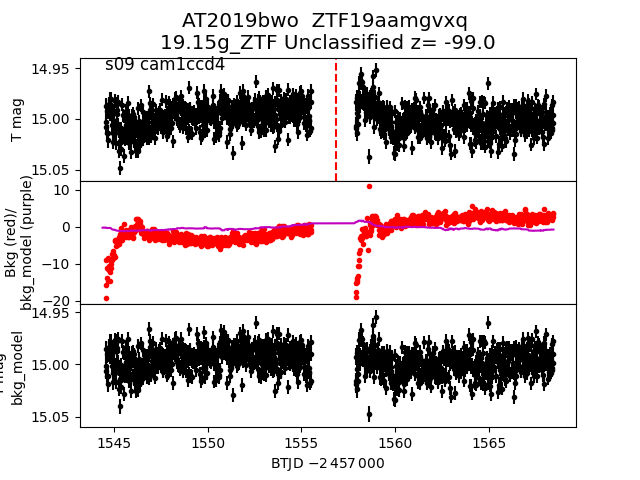 AT2019bwo ZTF19aamgvxq
19.15g_ZTF Unclassified z= -99.0
s09 cam1ccd4
14.95
15.00
15.05
T mag
10
0
−10
−20
Bkg (red)/
bkg_model (purple)
14.95
15.00
15.05
mag
bkg_model
1545 1550 1555 1560 1565
BTJD −2 457 000